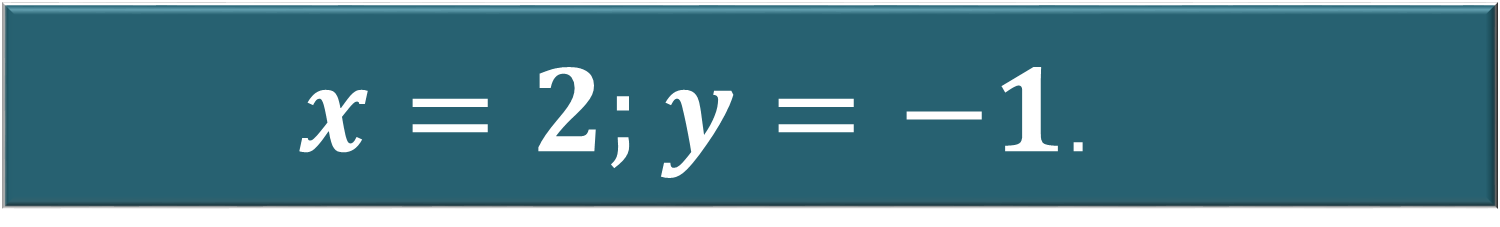 x = 2; y = −1.